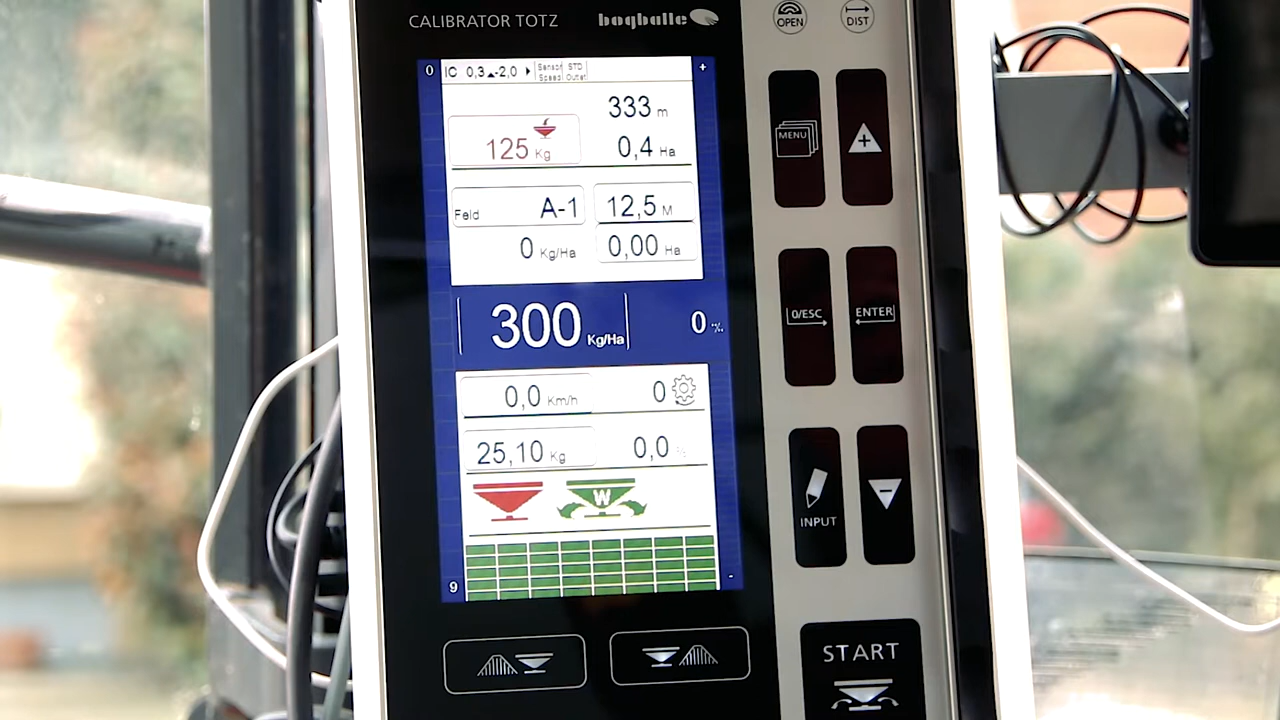 CALIBRATOR TOTZ bogballe
OPEN DIST
0 IC 0,3 -2,0 Sensor Speed STD Outlet +
333 m
125 Kg
0,4 Ha
MENU +
Feld A-1 12,5 M
0 Kg/Ha 0,00 Ha
300 Kg/Ha 0
0/ESC ENTER
0,0 Km/h 0
25,10 Kg 0,0
W
INPUT -
9 -
START